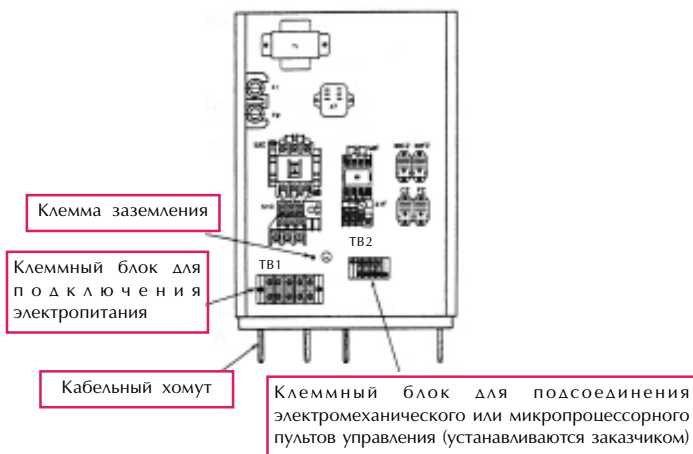 Клемма заземления
TB2
TB1
Клеммный блок для
подключения
электропитания
Кабельный хомут
Клеммный блок для подсоединения
электромеханического или микропроцессорного
пультов управления (устанавливаются заказчиком)